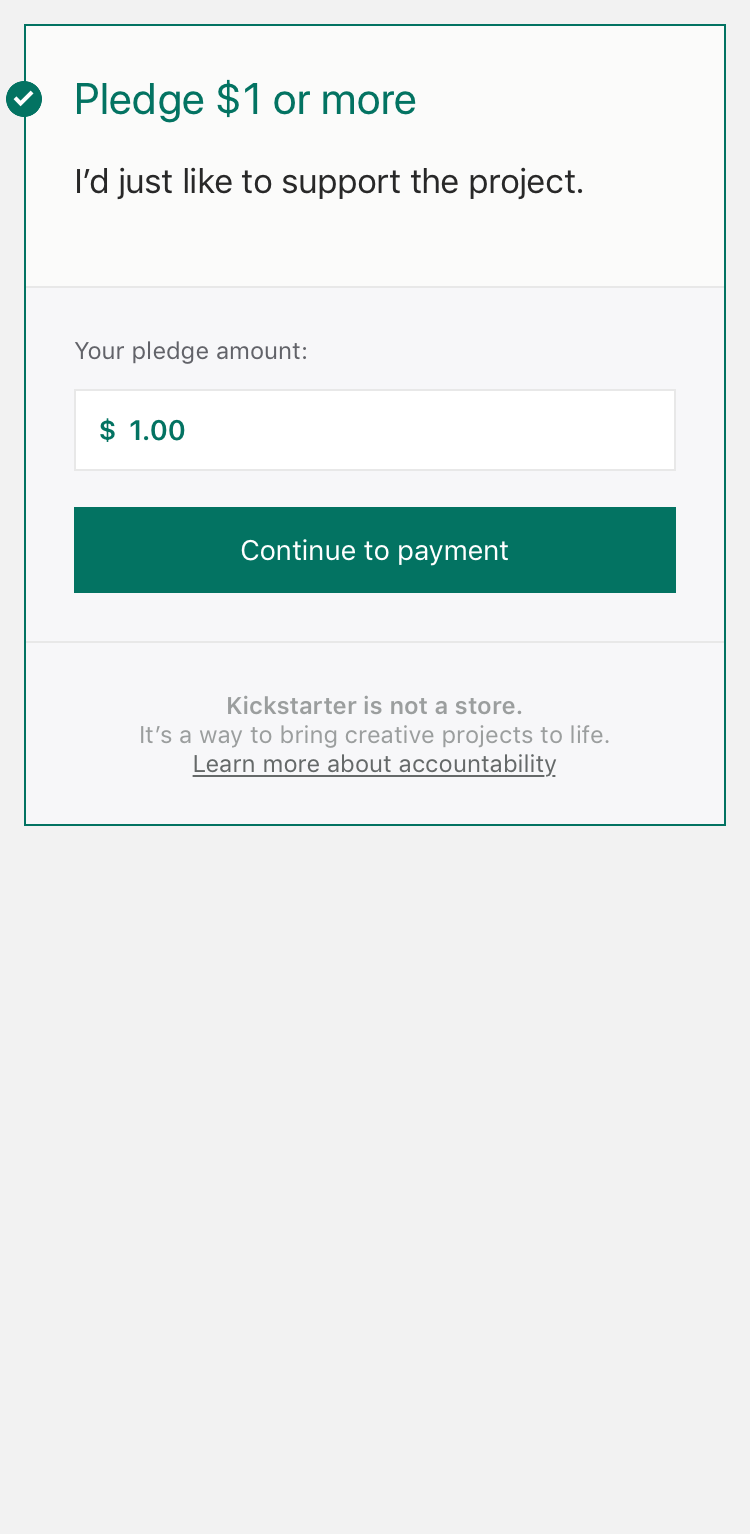 Pledge $1 or more
I’d just like to support the project.
Your pledge amount:
$ 1.00
Continue to payment
Kickstarter is not a store.
It’s a way to bring creative projects to life.
Learn more about accountability